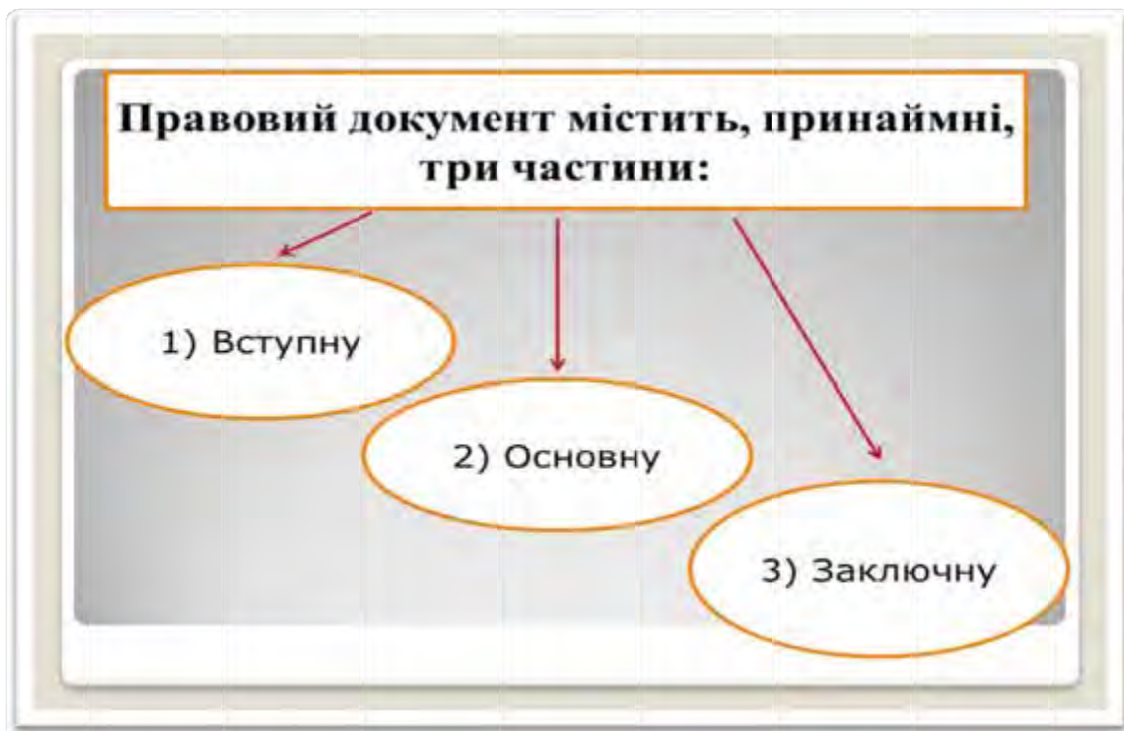 Правовий документ містить, принаймні,
три частини:
1) Вступну
2) Основну
3) Заключну